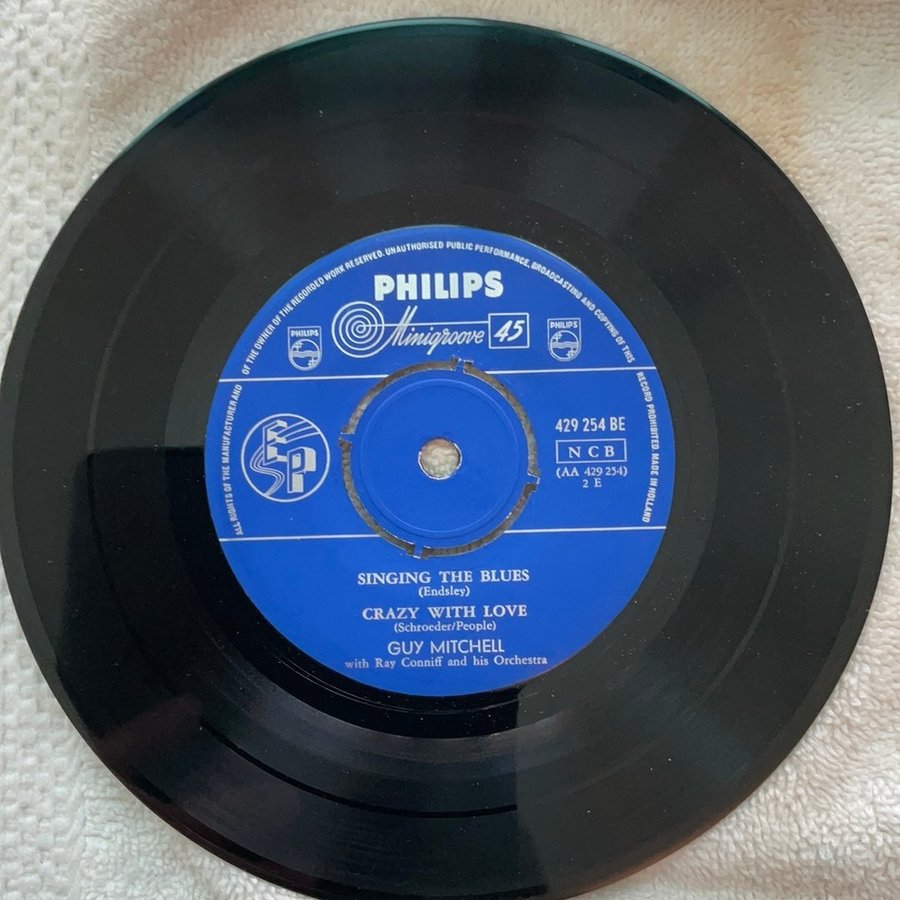 ALL RIGHTS OF THE MANUFACTURER AND OF THE OWNER OF THE RECORDED WORK RESERVED. UNAUTHORISED PUBLIC PERFORMANCE, BROADCASTING AND COPYING OF THIS RECORD PROHIBITED MADE IN HOLLAND
PHILIPS
Minigroove 45
PHILIPS
PHILIPS
EP
429 254 BE
NCB
(AA 429 254)
2 E
SINGING THE BLUES
(Endsley)
CRAZY WITH LOVE
(Schroeder/People)
GUY MITCHELL
with Ray Conniff and his Orchestra